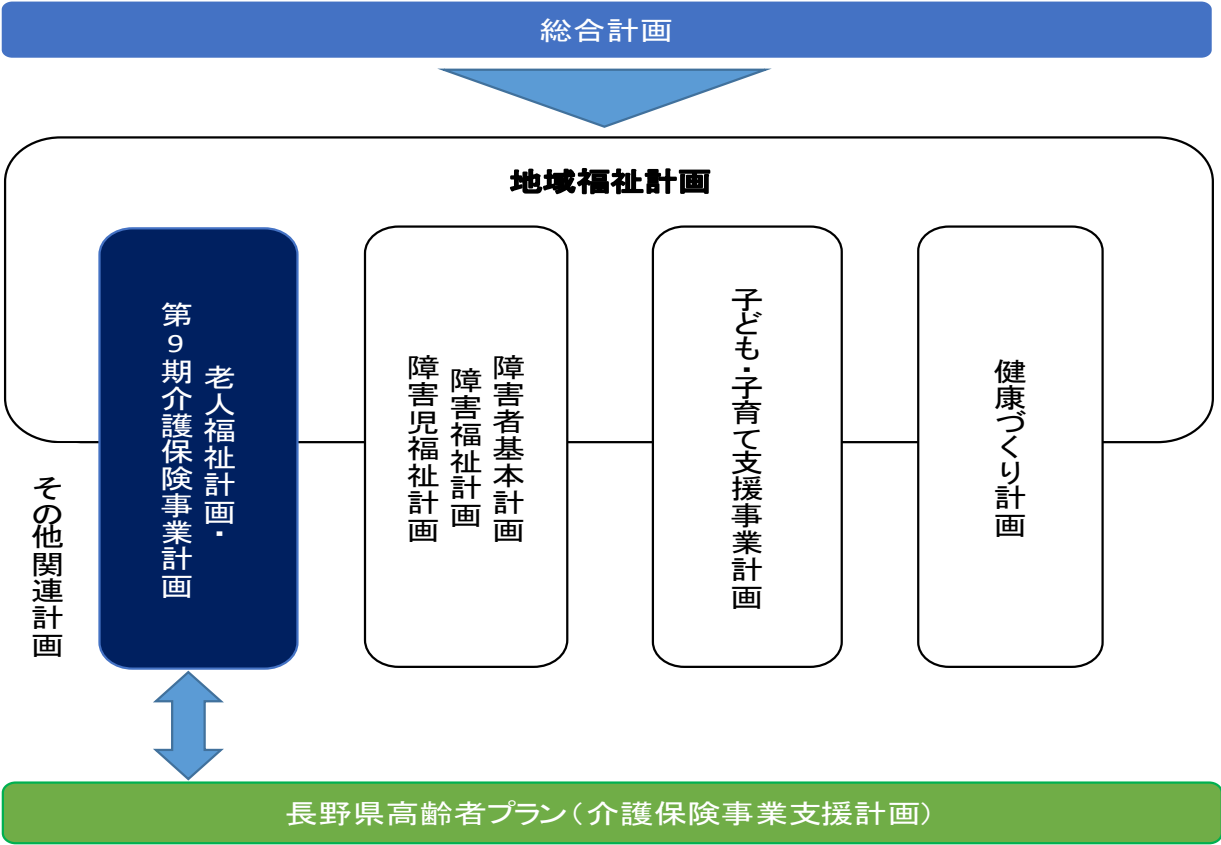 総合計画
地域福祉計画
老人福祉計画・
第9期介護保険事業計画
障害者基本計画
障害福祉計画
障害児福祉計画
子ども・子育て支援事業計画
健康づくり計画
その他関連計画
長野県高齢者プラン(介護保険事業支援計画)